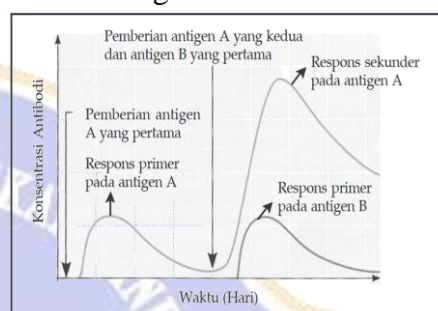 Pemberian antigen A yang kedua
dan antigen B yang pertama
Respons sekunder
pada antigen A
Pemberian antigen
A yang pertama
Respons primer
pada antigen A
Respons primer
pada antigen B
Konsentrasi Antibodi
Waktu (Hari)